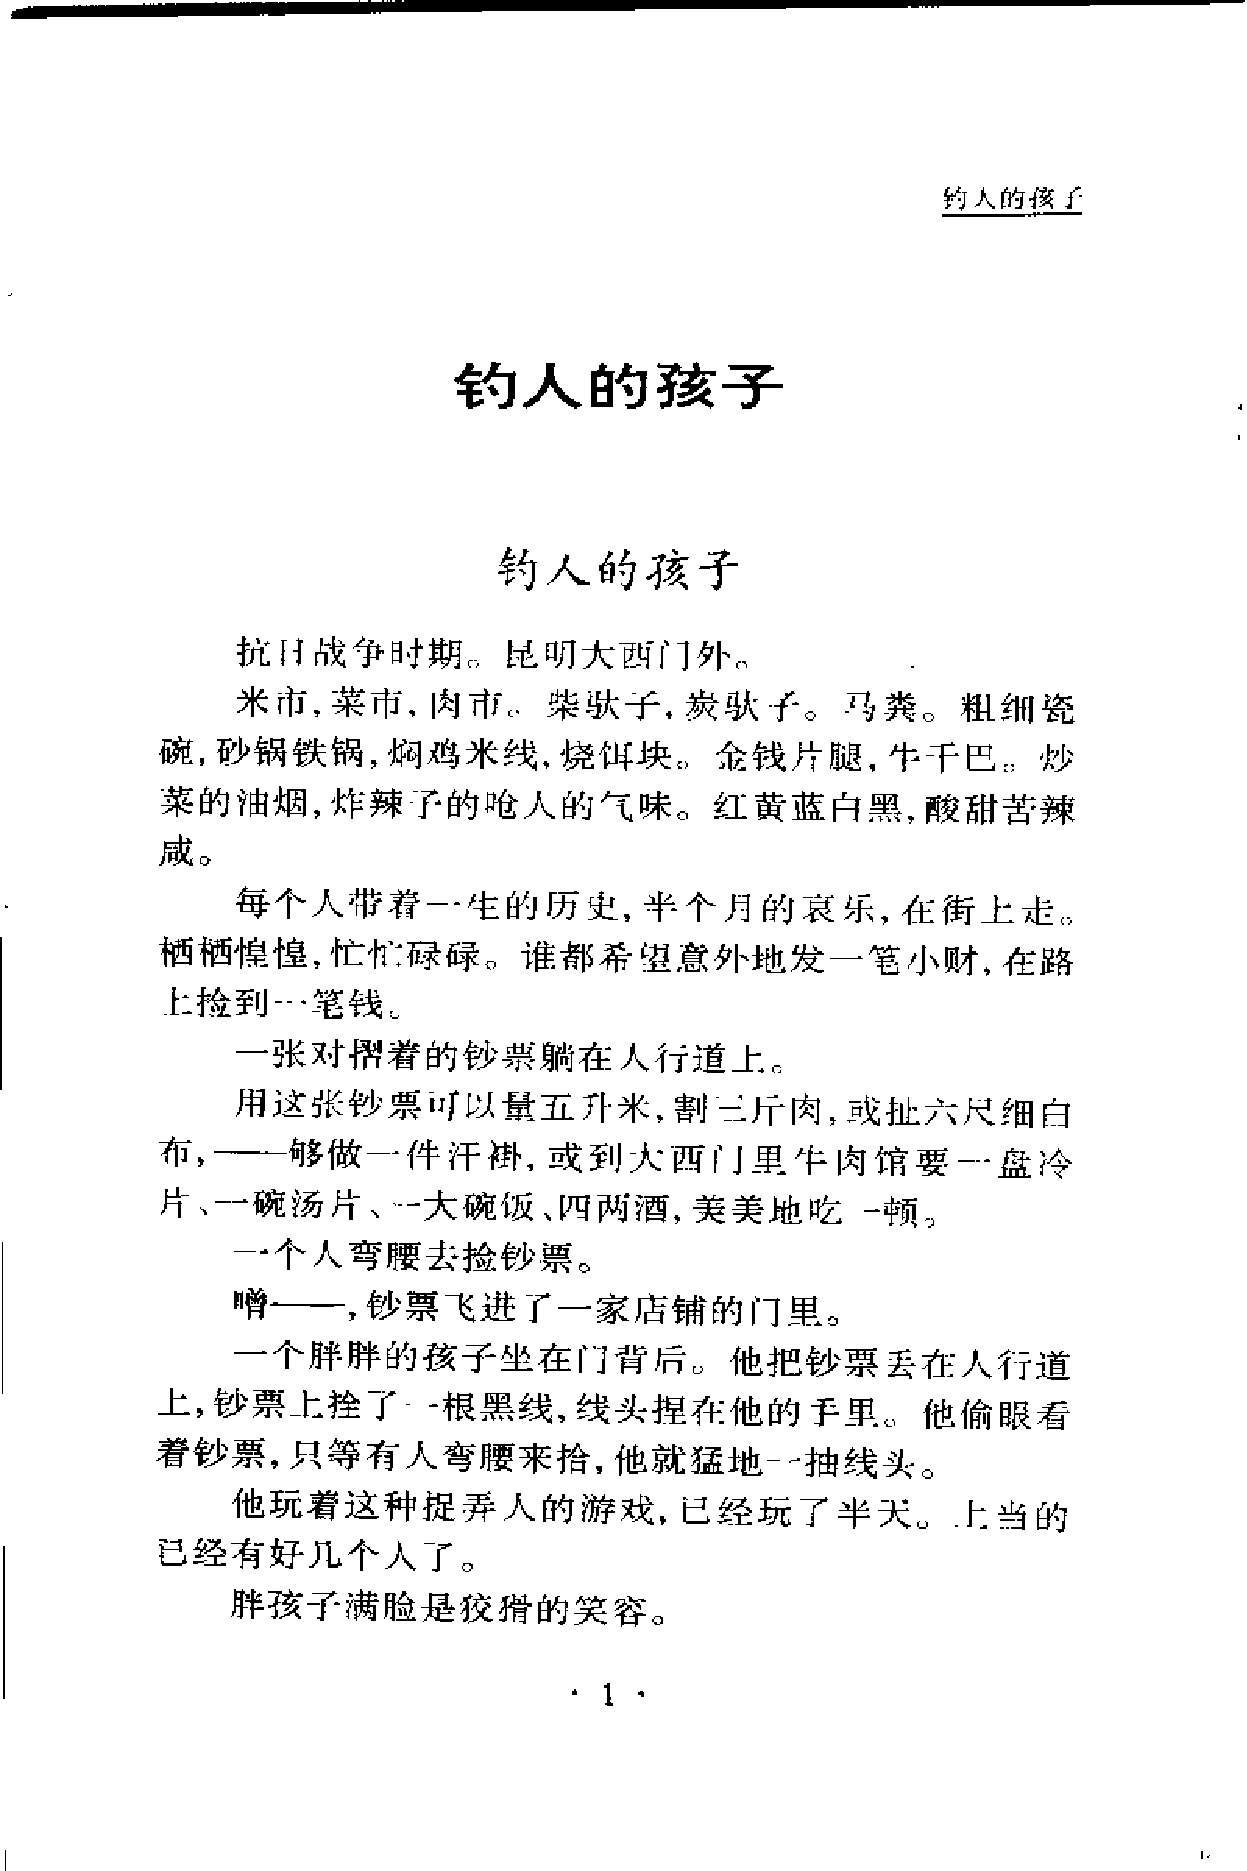 钓人的孩子
钓人的孩子
钓人的孩子
抗日战争时期。昆明大西门外。
米市，菜市，肉市。柴驮子，炭驮子。马粪。粗细瓷
碗，砂锅铁锅，焖鸡米线，烧饵块。金钱片腿，牛干巴。炒
菜的油烟，炸辣子的呛人的气味。红黄蓝白黑，酸甜苦辣
咸。
每个人带着一生的历史，半个月的哀乐，在街上走。
栖栖惶惶，忙忙碌碌。谁都希望意外地发一笔小财，在路
上捡到一笔钱。
一张对摺着的钞票躺在人行道上。
用这张钞票可以量五升米，割三斤肉，或扯六尺细白
布，——够做一件汗褂，或到大西门里牛肉馆要一盘冷
片、一碗汤片、一大碗饭、四两酒，美美地吃一顿。
一个人弯腰去捡钞票。
噌——，钞票飞进了一家店铺的门里。
一个胖胖的孩子坐在门背后。他把钞票丢在人行道
上，钞票上拴了一根黑线，线头捏在他的手里。他偷眼看
着钞票，只等有人弯腰来拾，他就猛地一抽线头。
他玩着这种捉弄人的游戏，已经玩了半天。上当的
已经有好几个人了。
胖孩子满脸是狡猾的笑容。
· 1 ·